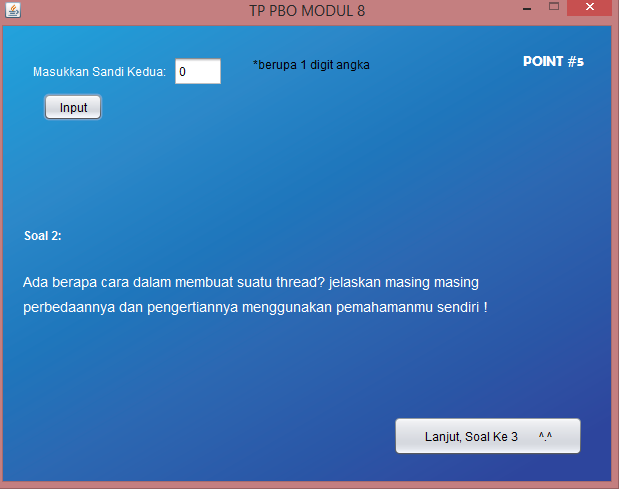 TP PBO MODUL 8
Masukkan Sandi Kedua: 0 *berupa 1 digit angka
POINT #5
Input
Soal 2:
Ada berapa cara dalam membuat suatu thread? jelaskan masing masing
perbedaannya dan pengertiannya menggunakan pemahamanmu sendiri !
Lanjut, Soal Ke 3 ^.^